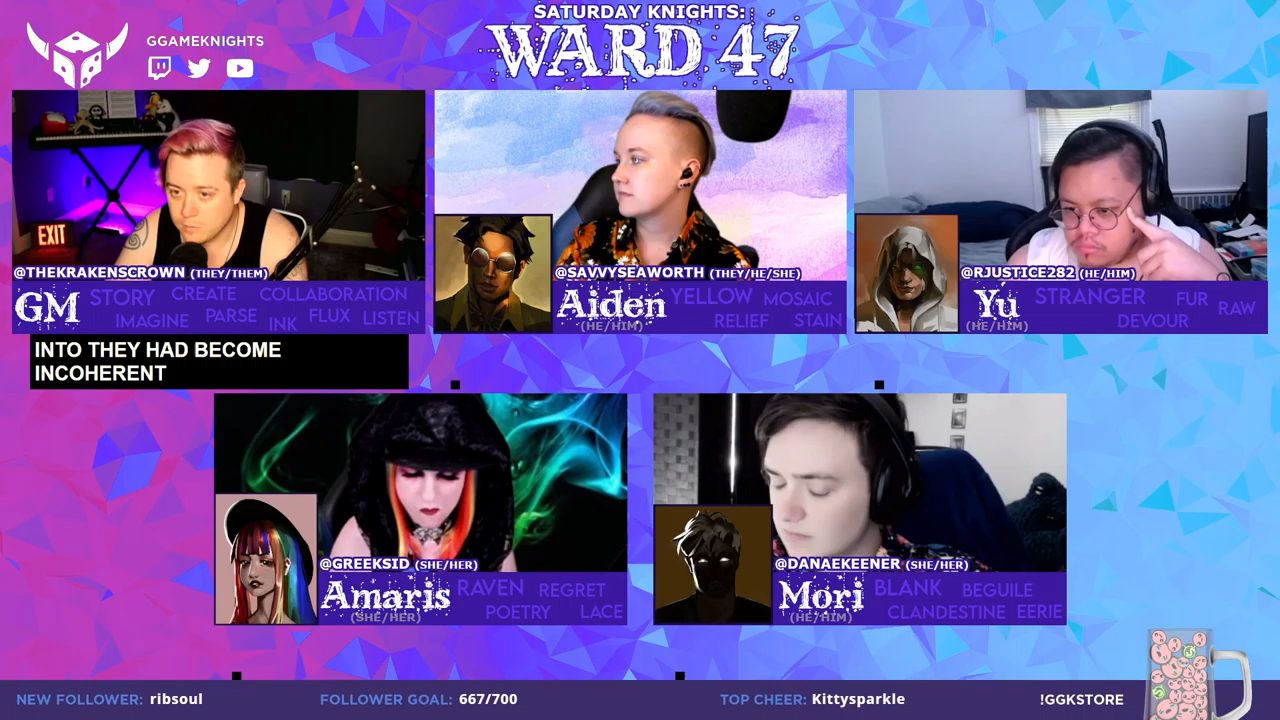 SATURDAY KNIGHTS:
WARD 47
GGAMEKNIGHTS
EXIT
@THEKRAKENSCROWN (THEY/THEM)
GM STORY CREATE COLLABORATION
IMAGINE PARSE INK FLUX LISTEN
@SAVVYSEAWORTH (THEY/HE/SHE)
Aiden YELLOW MOSAIC
(HE/HIM) RELIEF STAIN
@RJUSTICE282 (HE/HIM)
Yu STRANGER FUR RAW
(HE/HIM) DEVOUR
INTO THEY HAD BECOME
INCOHERENT
@GREEKSID (SHE/HER)
Amaris RAVEN REGRET
(SHE/HER) POETRY LACE
@DANAEKEENER (SHE/HER)
Mori BLANK BEGUILE
(HE/HIM) CLANDESTINE EERIE
NEW FOLLOWER: ribsoul FOLLOWER GOAL: 667/700 TOP CHEER: Kittysparkle !GGKSTORE